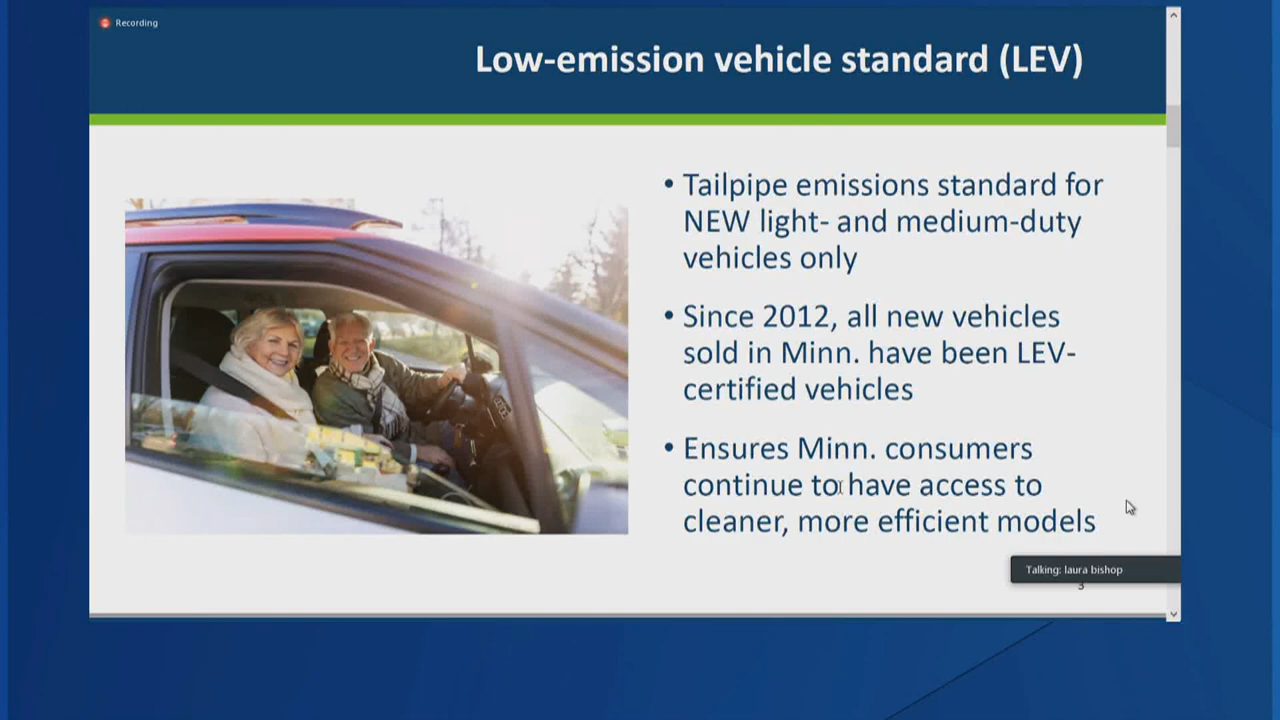 Recording
Low-emission vehicle standard (LEV)
• Tailpipe emissions standard for
NEW light- and medium-duty
vehicles only
• Since 2012, all new vehicles
sold in Minn. have been LEV-
certified vehicles
• Ensures Minn. consumers
continue to have access to
cleaner, more efficient models
Talking: laura bishop
3